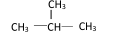 CH₃
CH₃ — CH — CH₃